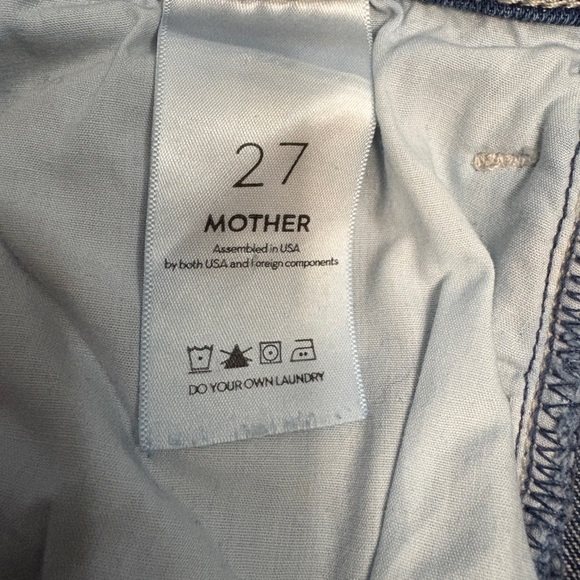 27
MOTHER
Assembled in USA
by both USA and foreign components
DO YOUR OWN LAUNDRY